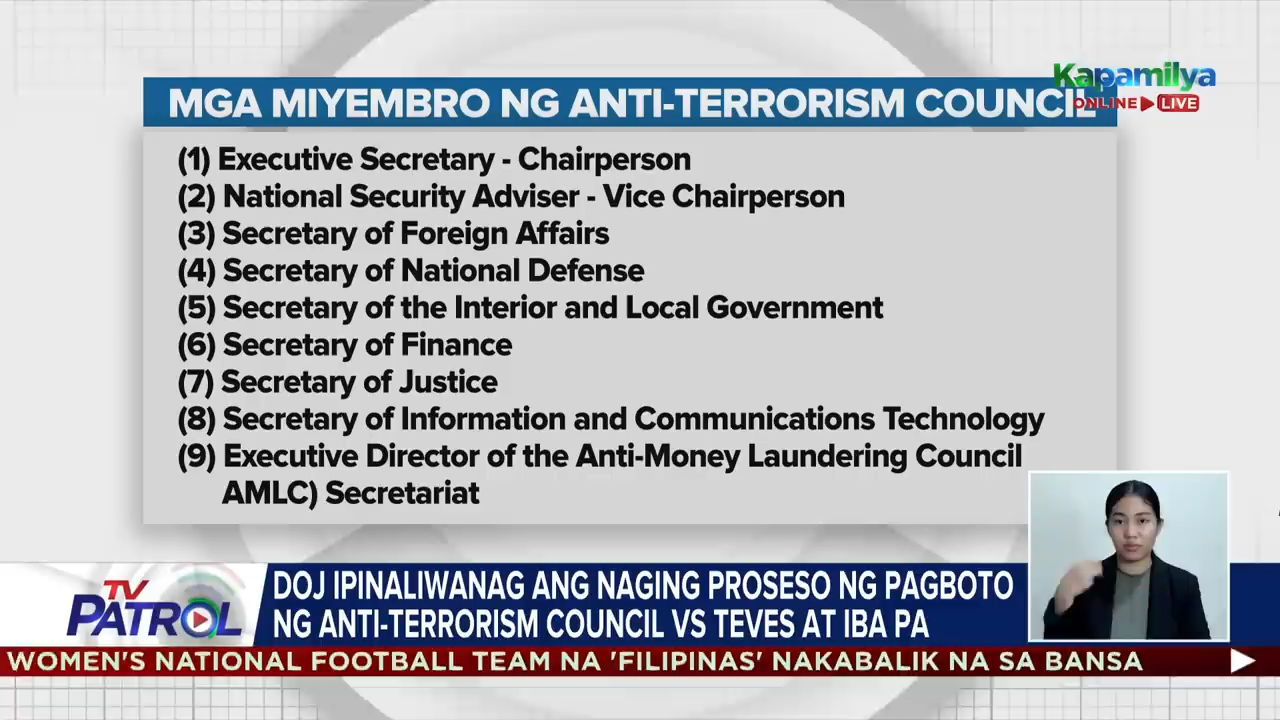 Kapamilya
ONLINE LIVE
MGA MIYEMBRO NG ANTI-TERRORISM COUNCIL
(1) Executive Secretary - Chairperson
(2) National Security Adviser - Vice Chairperson
(3) Secretary of Foreign Affairs
(4) Secretary of National Defense
(5) Secretary of the Interior and Local Government
(6) Secretary of Finance
(7) Secretary of Justice
(8) Secretary of Information and Communications Technology
(9) Executive Director of the Anti-Money Laundering Council
AMLC) Secretariat
TV
PATROL
DOJ IPINALIWANAG ANG NAGING PROSESO NG PAGBOTO
NG ANTI-TERRORISM COUNCIL VS TEVES AT IBA PA
WOMEN'S NATIONAL FOOTBALL TEAM NA 'FILIPINAS' NAKABALIK NA SA BANSA